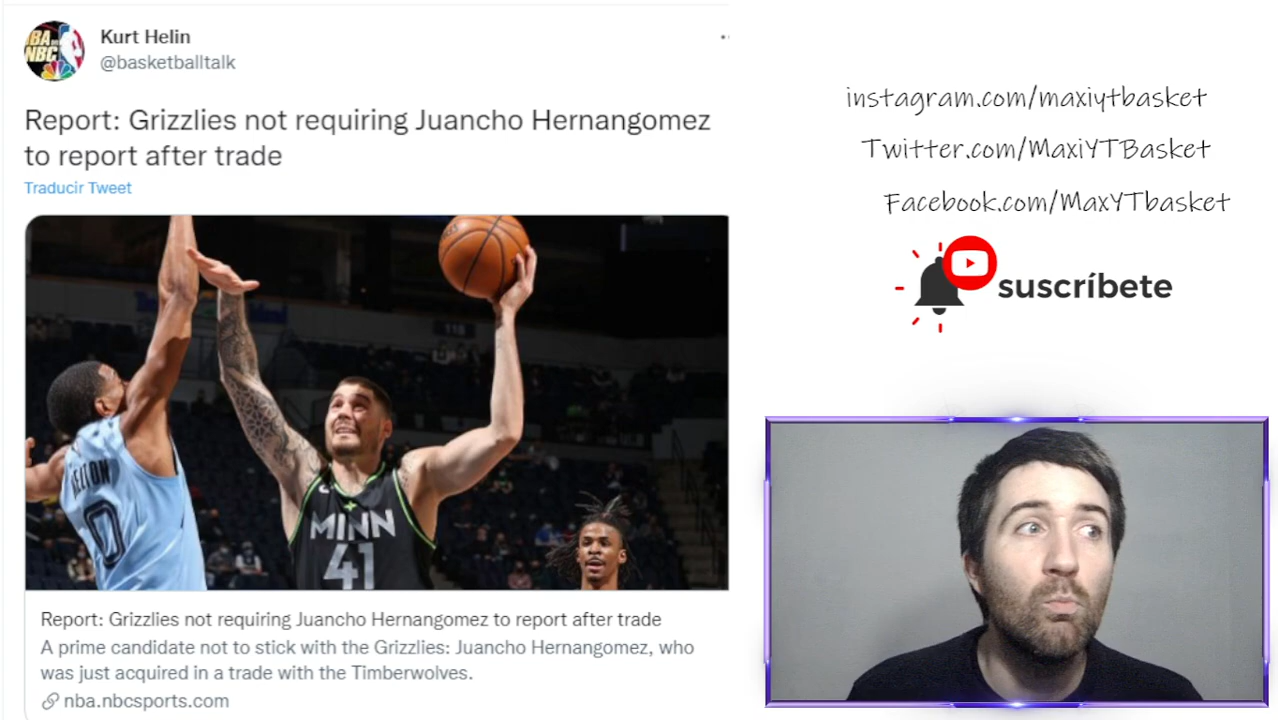 Kurt Helin
@basketballtalk
Report: Grizzlies not requiring Juancho Hernangomez
to report after trade
Traducir Tweet
MINN
41
0
Report: Grizzlies not requiring Juancho Hernangomez to report after trade
A prime candidate not to stick with the Grizzlies: Juancho Hernangomez, who
was just acquired in a trade with the Timberwolves.
nba.nbcsports.com
instagram.com/maxiytbasket
Twitter.com/MaxiYTBasket
Facebook.com/MaxYTbasket
suscríbete